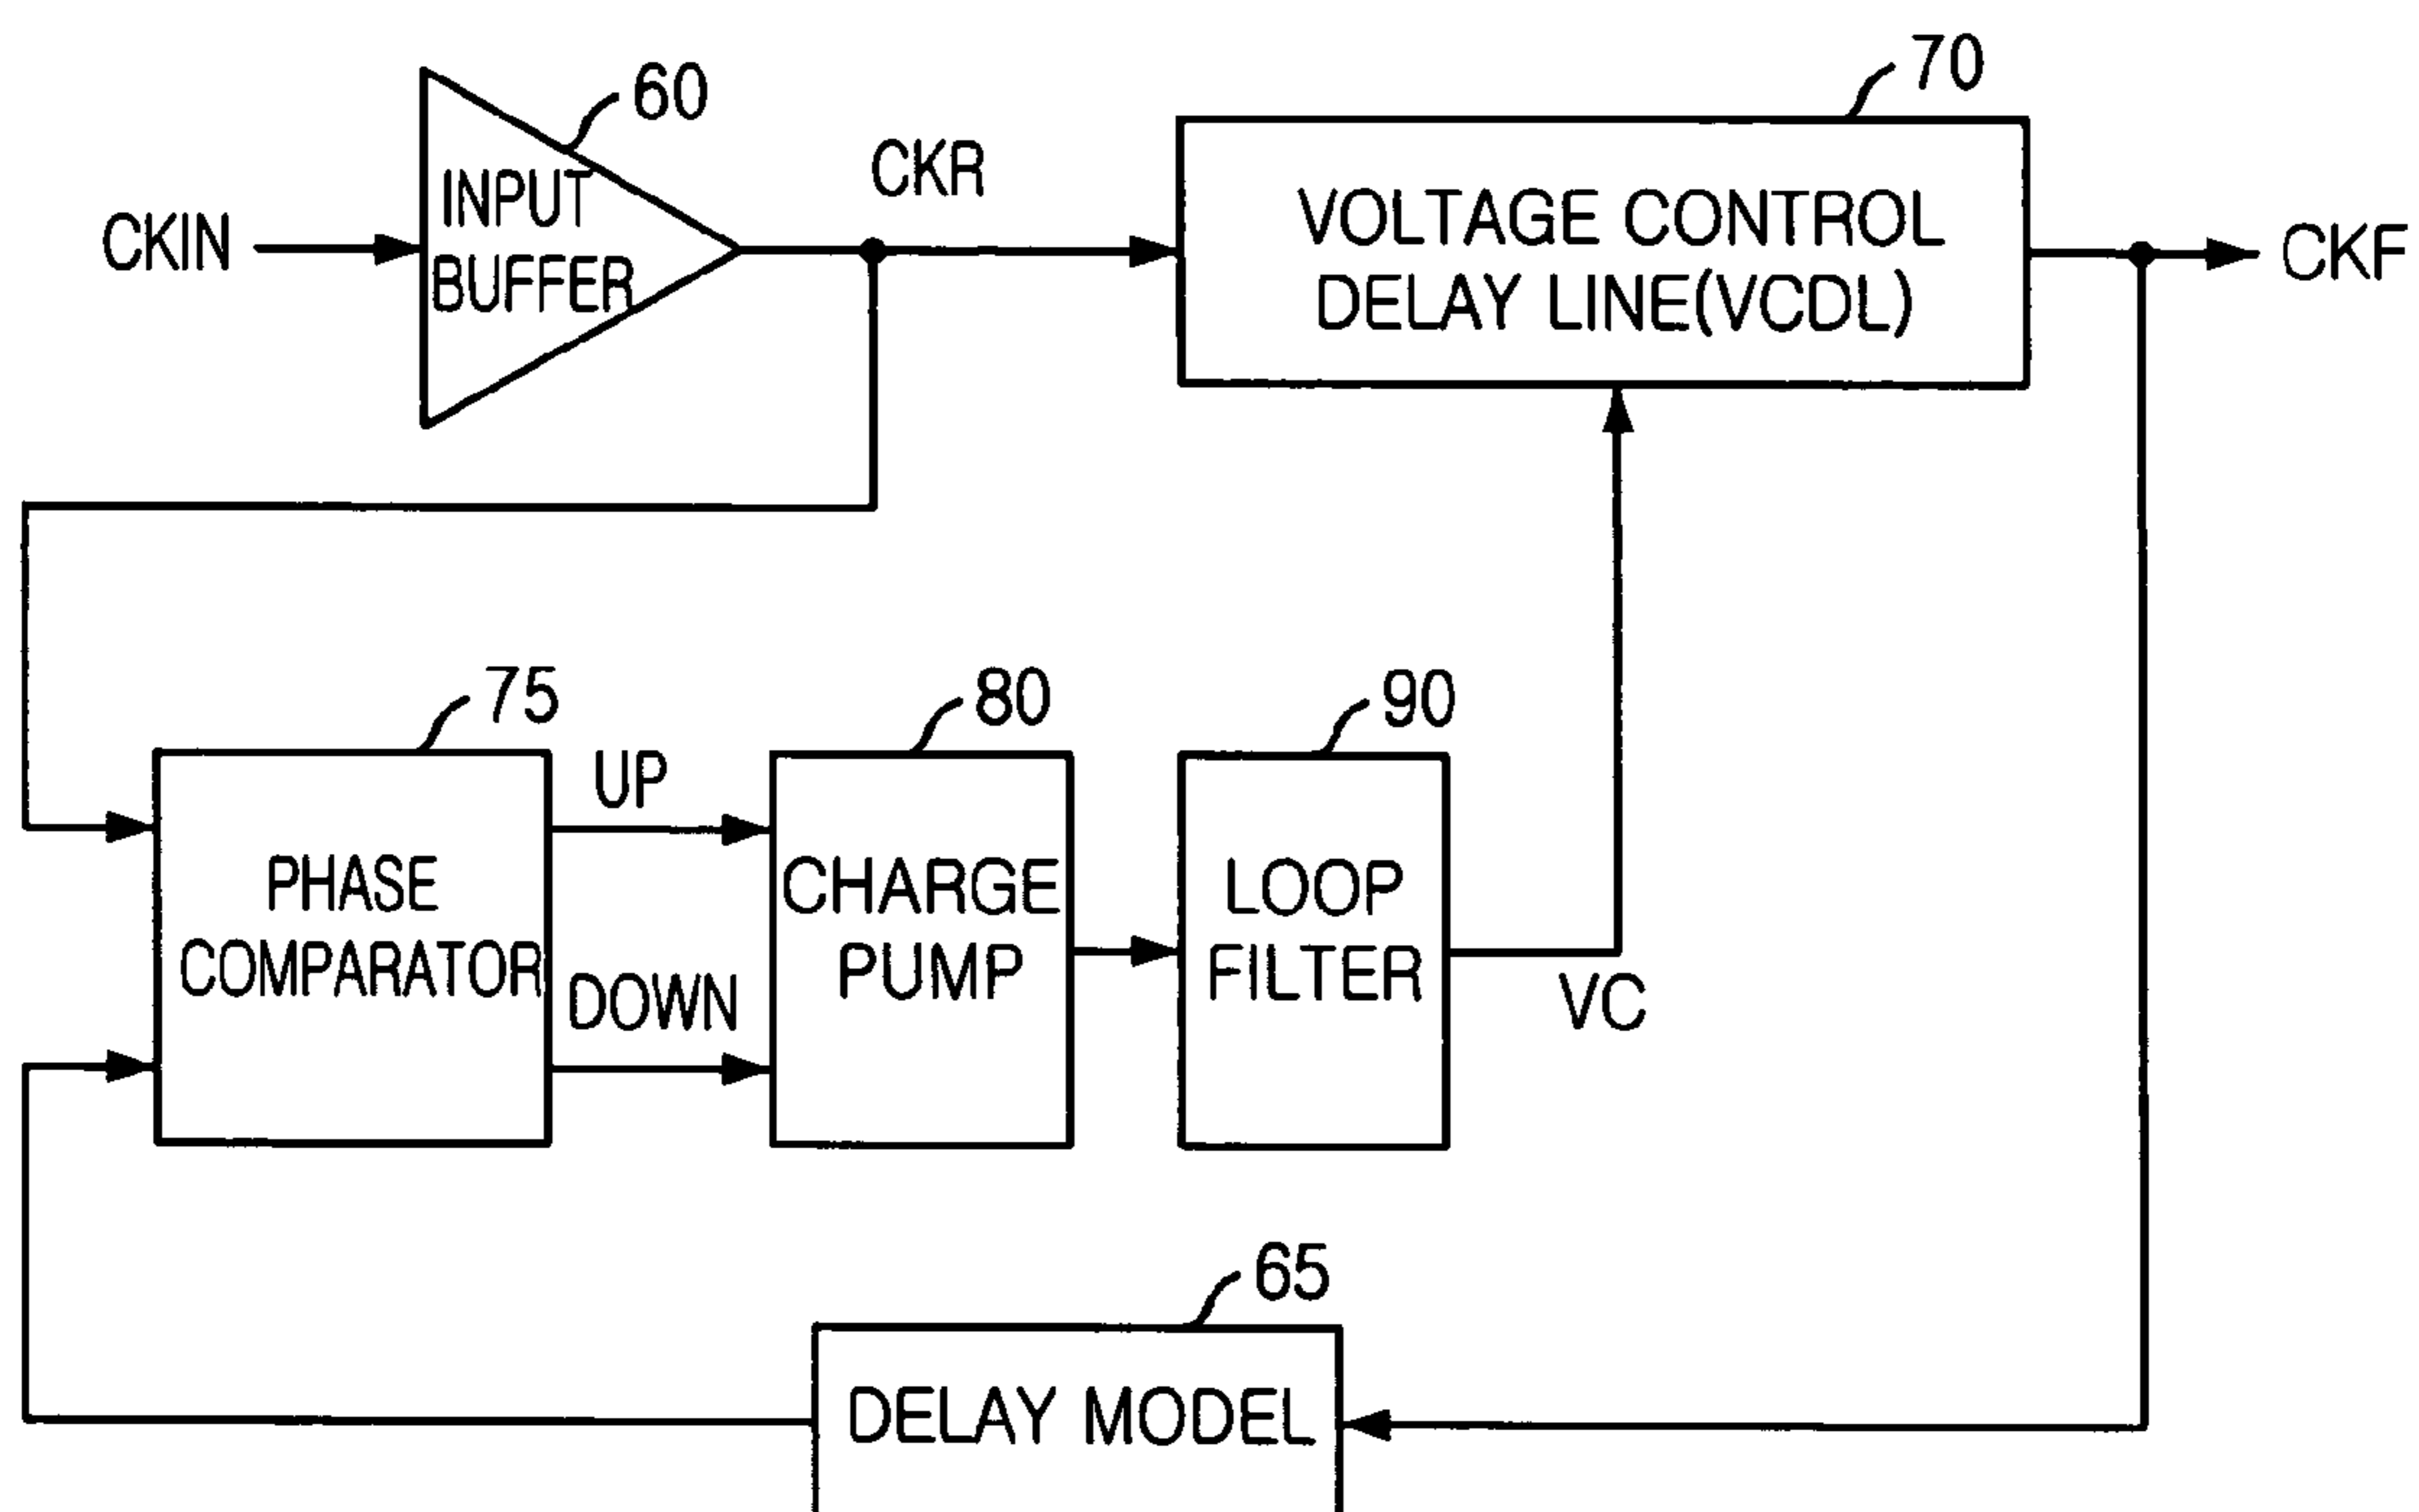 70
60
CKR
INPUT
BUFFER
CKIN
VOLTAGE CONTROL
DELAY LINE(VCDL)
CKF
75
80
90
UP
PHASE
COMPARATOR
DOWN
CHARGE
PUMP
LOOP
FILTER
VC
65
DELAY MODEL